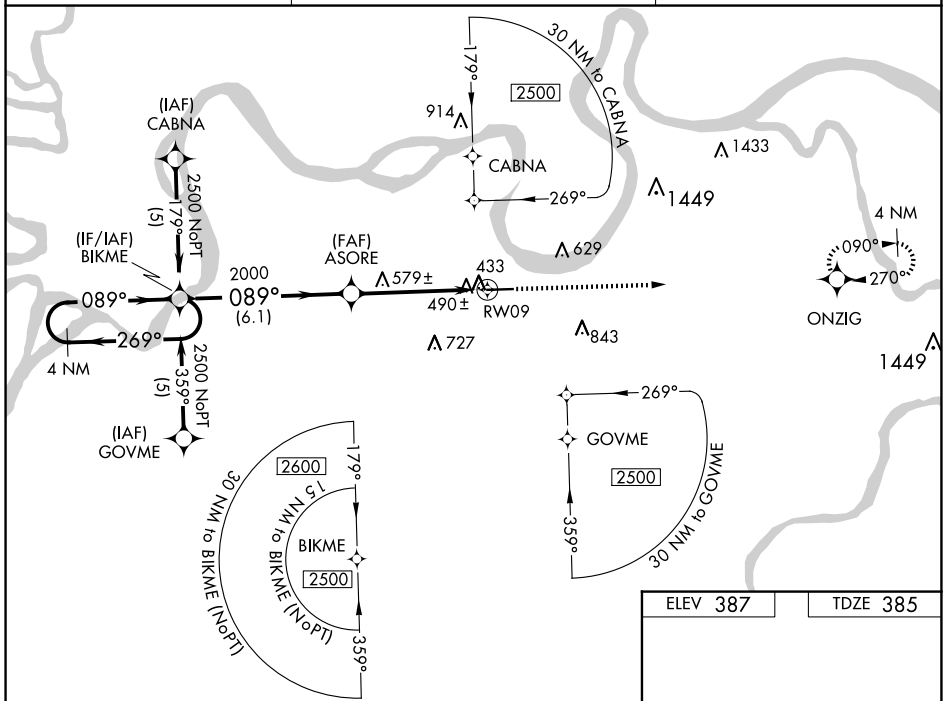 30 NM to CABNA
179°
2500
914
CABNA
269°
1433
1449
(IAF)
CABNA
2500 NoPT
179°
(5)
(IF/IAF)
BIKME
2000
089°
(6.1)
(FAF)
ASORE
579±
433
490±
RW09
629
4 NM
090°
270°
ONZIG
089°
269°
4 NM
2500 NoPT
359°
(5)
(IAF)
GOVME
727
843
1449
269°
GOVME
2500
359°
30 NM to GOVME
179°
2600
30 NM to BIKME (NoPT)
15 NM to BIKME (NoPT)
BIKME
2500
359°
ELEV 387
TDZE 385